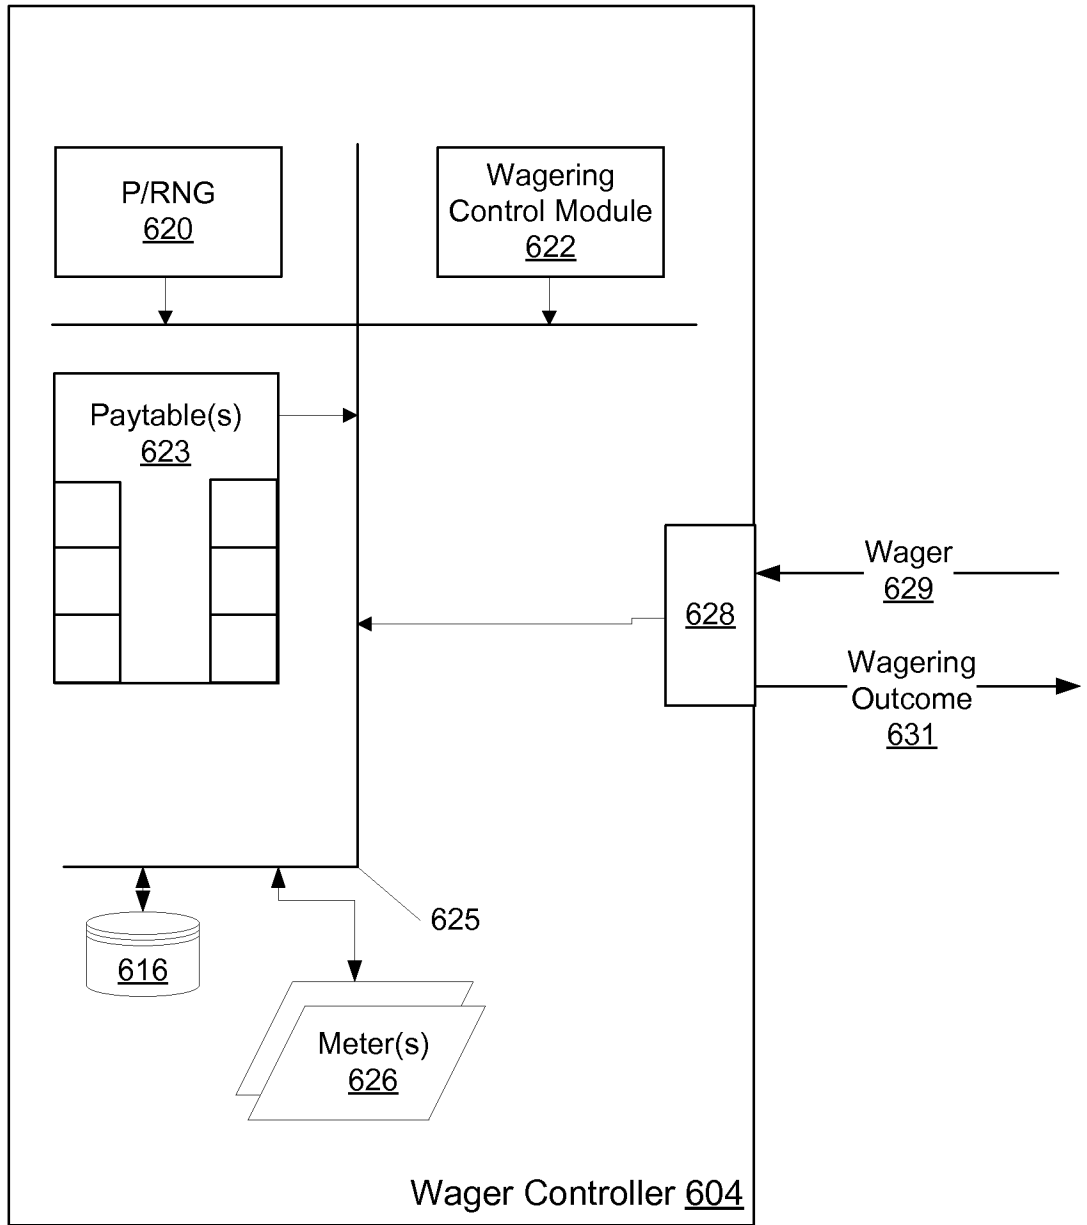 P/RNG
620
Wagering
Control Module
622
Paytable(s)
623
628
Wager
629
Wagering
Outcome
631
625
616
Meter(s)
626
Wager Controller 604